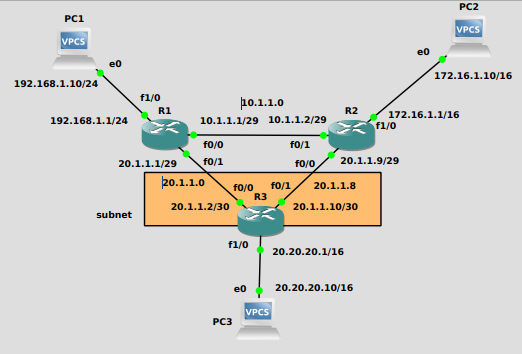 PC1
PC2
VPCS
VPCS
e0
e0
192.168.1.10/24
172.16.1.10/16
f1/0
10.1.1.0
192.168.1.1/24
R1
10.1.1.1/29
10.1.1.2/29
R2
172.16.1.1/16
f1/0
f0/0
f0/1
20.1.1.1/29
f0/1
f0/0
20.1.1.9/29
20.1.1.0
f0/0
f0/1
20.1.1.8
R3
20.1.1.2/30
20.1.1.10/30
subnet
f1/0
20.20.20.1/16
e0
20.20.20.10/16
VPCS
PC3